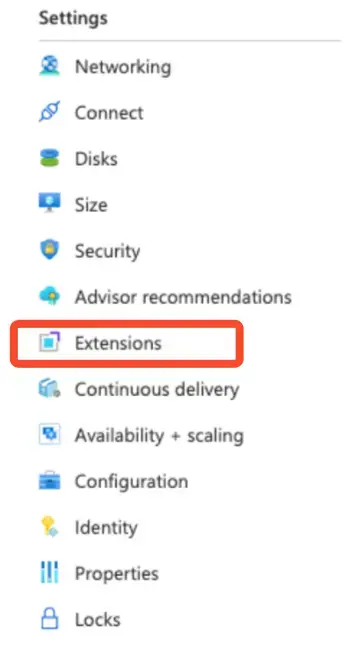 Settings
Networking
Connect
Disks
Size
Security
Advisor recommendations
Extensions
Continuous delivery
Availability + scaling
Configuration
Identity
Properties
Locks